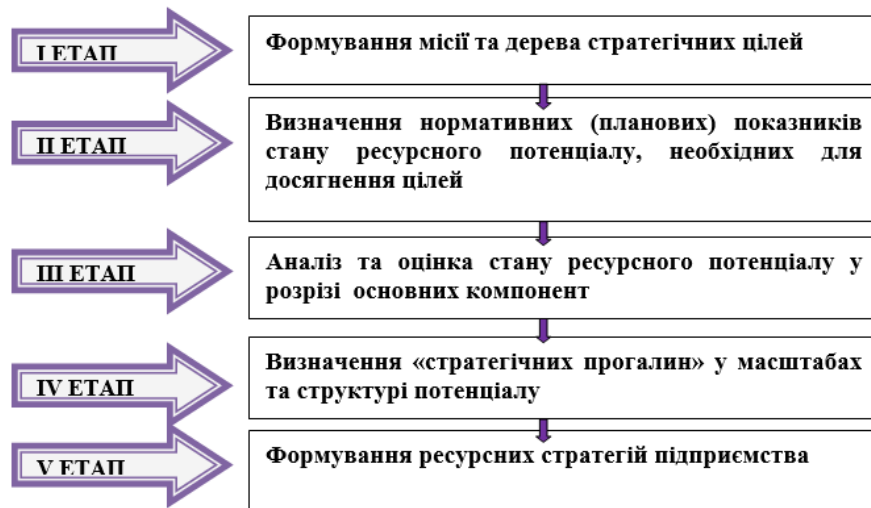 І ЕТАП
Формування місії та дерева стратегічних цілей
ІІ ЕТАП
Визначення нормативних (планових) показників
стану ресурсного потенціалу, необхідних для
досягнення цілей
ІІІ ЕТАП
Аналіз та оцінка стану ресурсного потенціалу у
розрізі основних компонент
IV ЕТАП
Визначення «стратегічних прогалин» у масштабах
та структурі потенціалу
V ЕТАП
Формування ресурсних стратегій підприємства